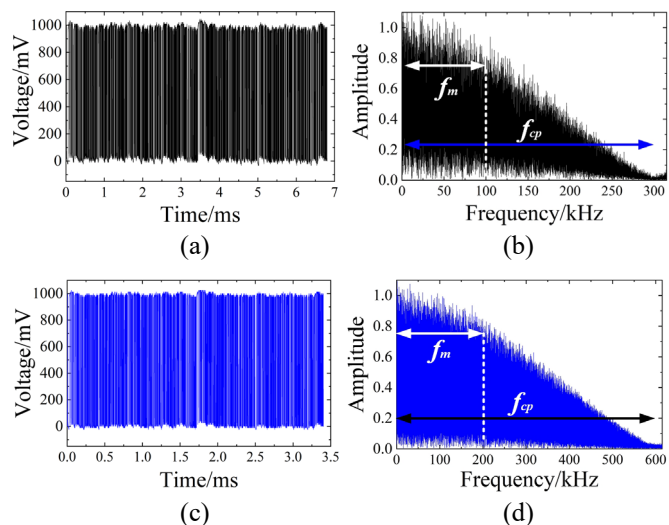 1000
800
600
400
200
0
Voltage/mV
0 1 2 3 4 5 6 7
Time/ms
(a)
1.0
0.8
0.6
0.4
0.2
0.0
Amplitude
fm
fcp
0 50 100 150 200 250 300
Frequency/kHz
(b)
1000
800
600
400
200
0
Voltage/mV
0.0 0.5 1.0 1.5 2.0 2.5 3.0 3.5
Time/ms
(c)
1.0
0.8
0.6
0.4
0.2
0.0
Amplitude
fm
fcp
0 100 200 300 400 500 600
Frequency/kHz
(d)